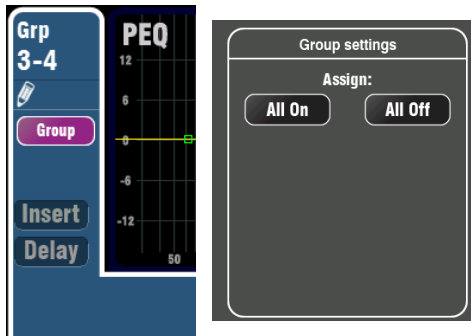 Grp
3-4
Group
Insert
Delay
PEQ
12
6
0
-6
-12
50
Group settings
Assign:
All On
All Off